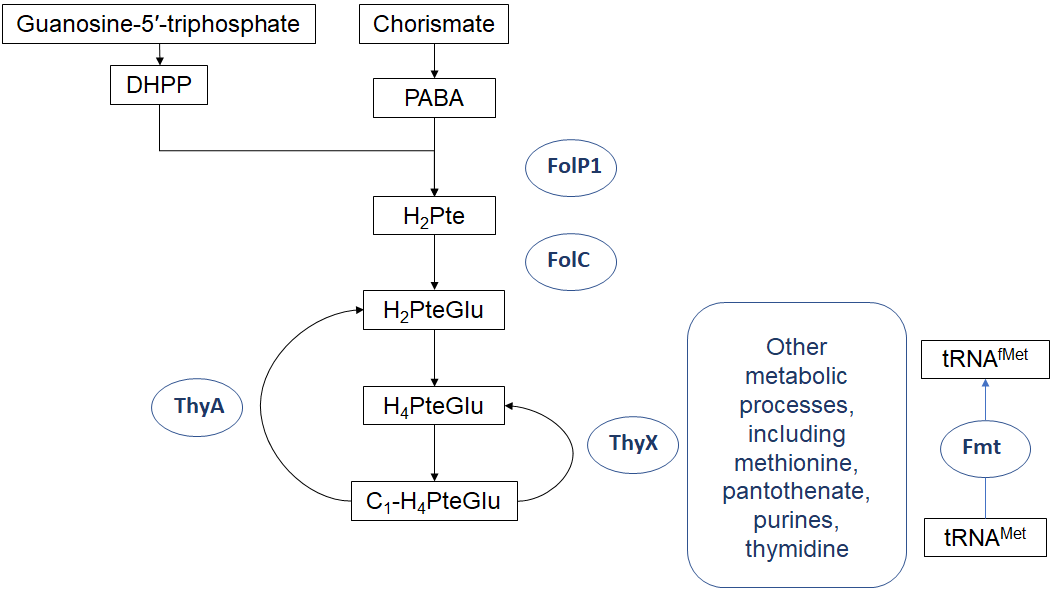 Guanosine-5′-triphosphate
Chorismate
DHPP
PABA
FolP1
H₂Pte
FolC
H₂PteGlu
ThyA
H₄PteGlu
ThyX
C₁-H₄PteGlu
Other
metabolic
processes,
including
methionine,
pantothenate,
purines,
thymidine
tRNAᶠᴹᵉᵗ
Fmt
tRNAᴹᵉᵗ